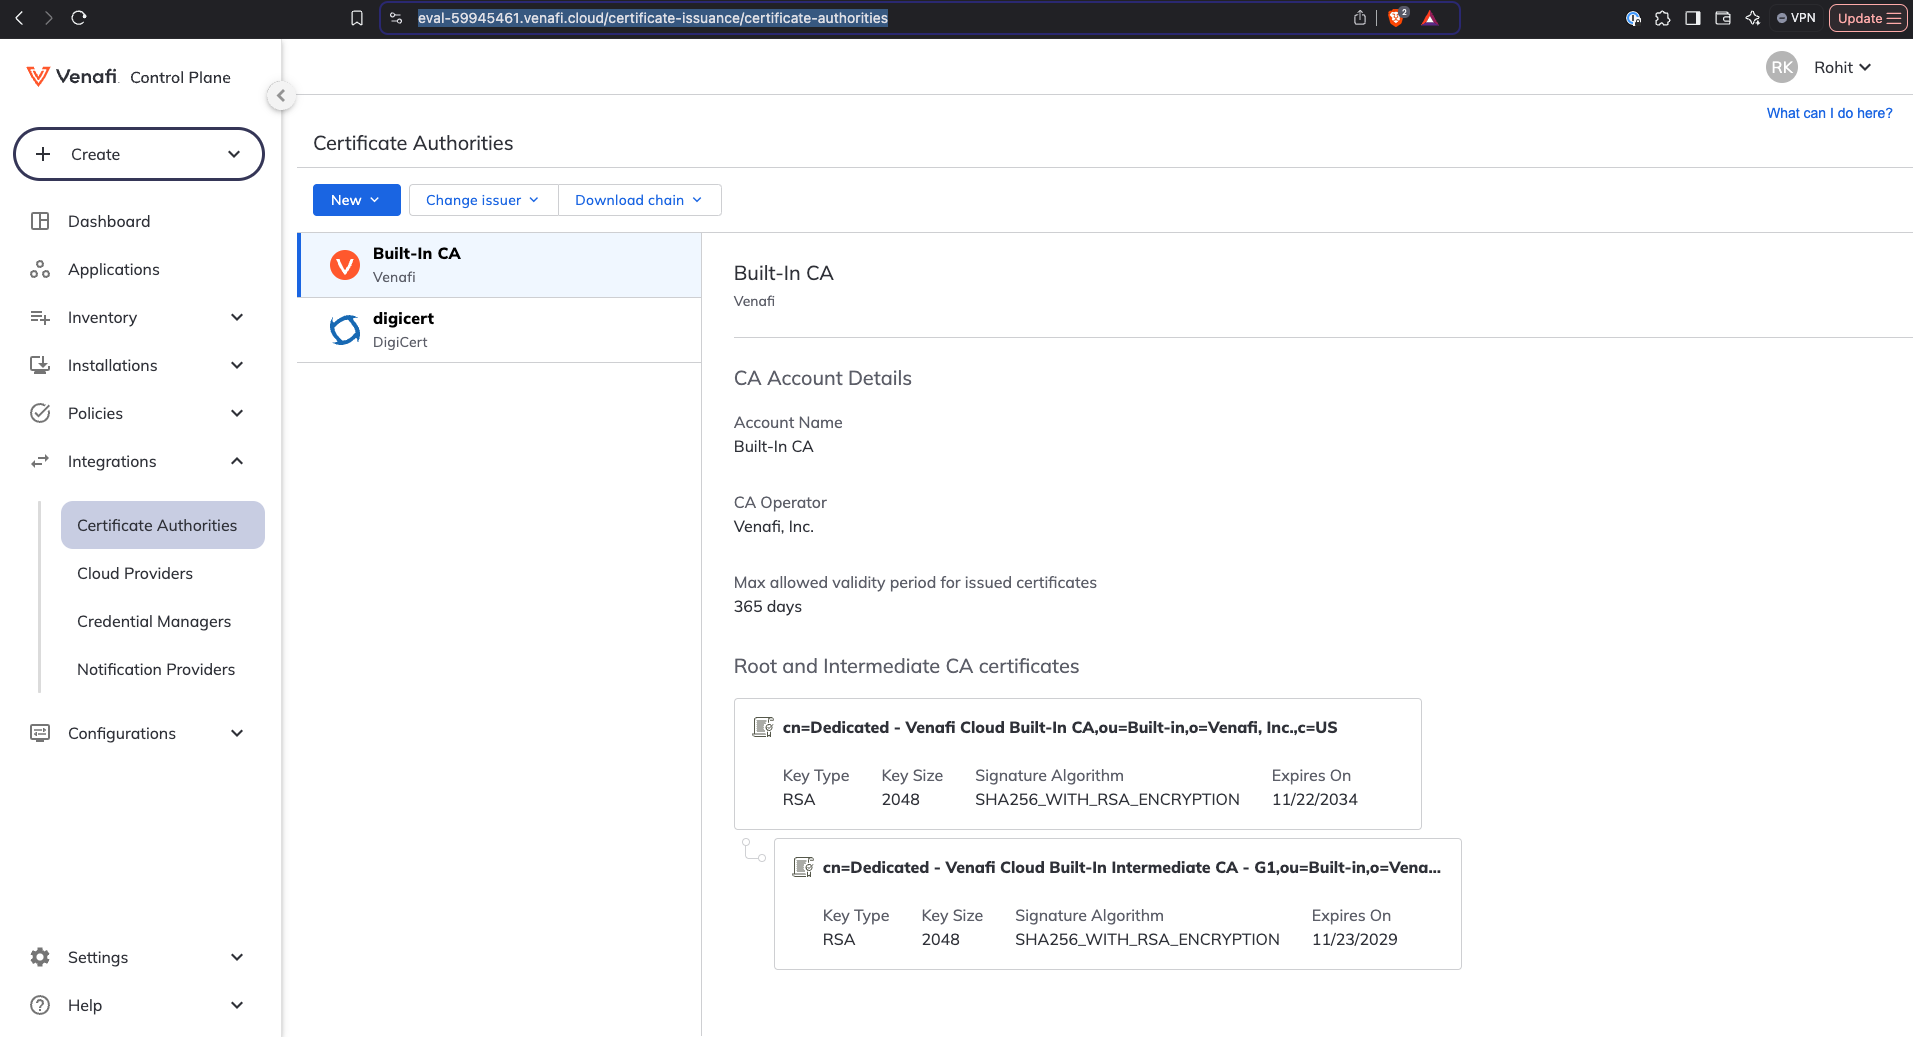 eval-59945461.venafi.cloud/certificate-issuance/certificate-authorities
2
VPN
Update
Venafi Control Plane
RK
Rohit
What can I do here?
Create
Dashboard
Applications
Inventory
Installations
Policies
Integrations
Certificate Authorities
Cloud Providers
Credential Managers
Notification Providers
Configurations
Settings
Help
Certificate Authorities
New
Change issuer
Download chain
Built-In CA
Venafi
digicert
DigiCert
Built-In CA
Venafi
CA Account Details
Account Name
Built-In CA
CA Operator
Venafi, Inc.
Max allowed validity period for issued certificates
365 days
Root and Intermediate CA certificates
cn=Dedicated - Venafi Cloud Built-In CA,ou=Built-in,o=Venafi, Inc.,c=US
Key Type Key Size Signature Algorithm Expires On
RSA 2048 SHA256_WITH_RSA_ENCRYPTION 11/22/2034
cn=Dedicated - Venafi Cloud Built-In Intermediate CA - G1,ou=Built-in,o=Vena...
Key Type Key Size Signature Algorithm Expires On
RSA 2048 SHA256_WITH_RSA_ENCRYPTION 11/23/2029